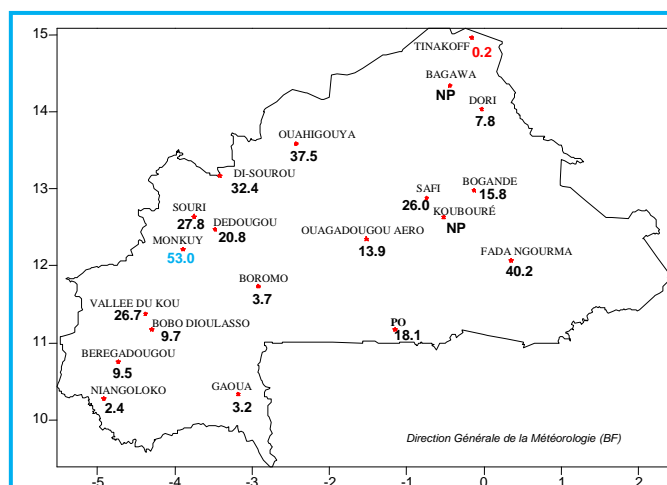 15
TINAKOFF
0.2
BAGAWA
NP
14
DORI
7.8
OUAHIGOUYA
37.5
DI-SOUROU
32.4
13
SAFI
26.0
BOGANDE
15.8
SOURI
27.8
KOUBOURÉ
NP
DEDOUGOU
20.8
OUAGADOUGOU AERO
13.9
MONKUY
53.0
FADA NGOURMA
40.2
12
BOROMO
3.7
VALLEE DU KOU
26.7
BOBO DIOULASSO
9.7
PO
18.1
11
BEREGADOUGOU
9.5
NIANGOLOKO
2.4
GAOUA
3.2
10
Direction Générale de la Météorologie (BF)
-5 -4 -3 -2 -1 0 1 2